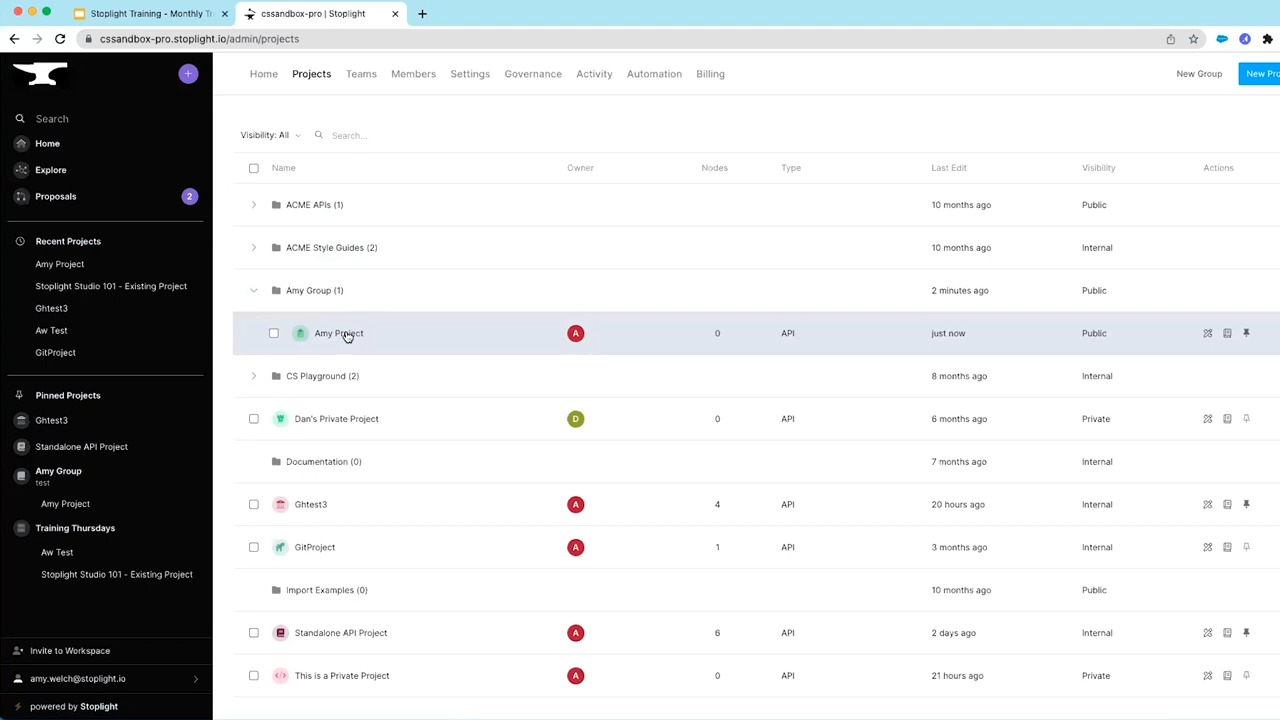 Stoplight Training - Monthly Tr
cssandbox-pro | Stoplight
cssandbox-pro.stoplight.io/admin/projects
Home Projects Teams Members Settings Governance Activity Automation Billing New Group New Pro
Search
Home
Explore
Proposals 2
Recent Projects
Amy Project
Stoplight Studio 101 - Existing Project
Ghtest3
Aw Test
GitProject
Pinned Projects
Ghtest3
Standalone API Project
Amy Group
test
Amy Project
Training Thursdays
Aw Test
Stoplight Studio 101 - Existing Project
Invite to Workspace
amy.welch@stoplight.io
powered by Stoplight
Visibility: All Search...
Name Owner Nodes Type Last Edit Visibility Actions
ACME APIs (1) 10 months ago Public
ACME Style Guides (2) 10 months ago Internal
Amy Group (1) 2 minutes ago Public
Amy Project A 0 API just now Public
CS Playground (2) 8 months ago Internal
Dan's Private Project D 0 API 6 months ago Private
Documentation (0) 7 months ago Internal
Ghtest3 A 4 API 20 hours ago Internal
GitProject A 1 API 3 months ago Internal
Import Examples (0) 10 months ago Public
Standalone API Project A 6 API 2 days ago Internal
This is a Private Project A 0 API 21 hours ago Private